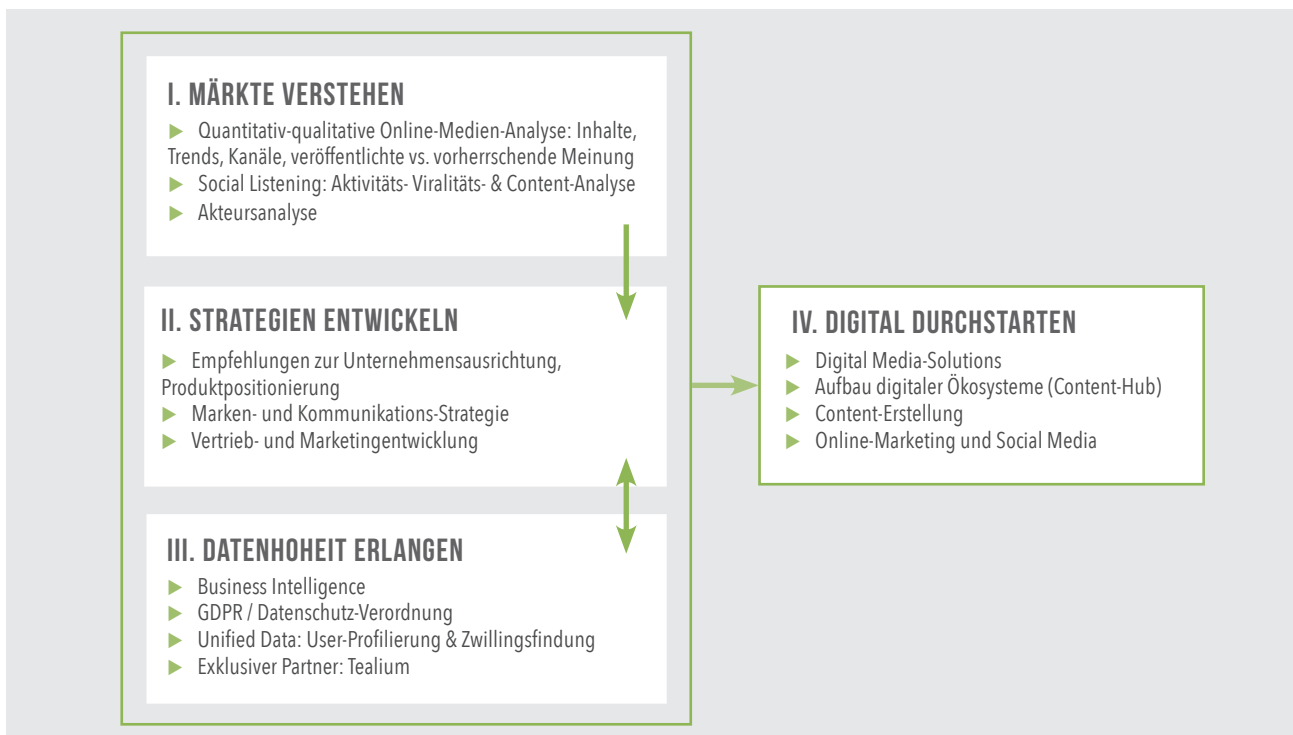 I. MÄRKTE VERSTEHEN
▶ Quantitativ-qualitative Online-Medien-Analyse: Inhalte,
Trends, Kanäle, veröffentlichte vs. vorherrschende Meinung
▶ Social Listening: Aktivitäts- Viralitäts- & Content-Analyse
▶ Akteursanalyse
II. STRATEGIEN ENTWICKELN
▶ Empfehlungen zur Unternehmensausrichtung,
Produktpositionierung
▶ Marken- und Kommunikations-Strategie
▶ Vertrieb- und Marketingentwicklung
III. DATENHOHEIT ERLANGEN
▶ Business Intelligence
▶ GDPR / Datenschutz-Verordnung
▶ Unified Data: User-Profilierung & Zwillingsfindung
▶ Exklusiver Partner: Tealium
IV. DIGITAL DURCHSTARTEN
▶ Digital Media-Solutions
▶ Aufbau digitaler Ökosysteme (Content-Hub)
▶ Content-Erstellung
▶ Online-Marketing und Social Media